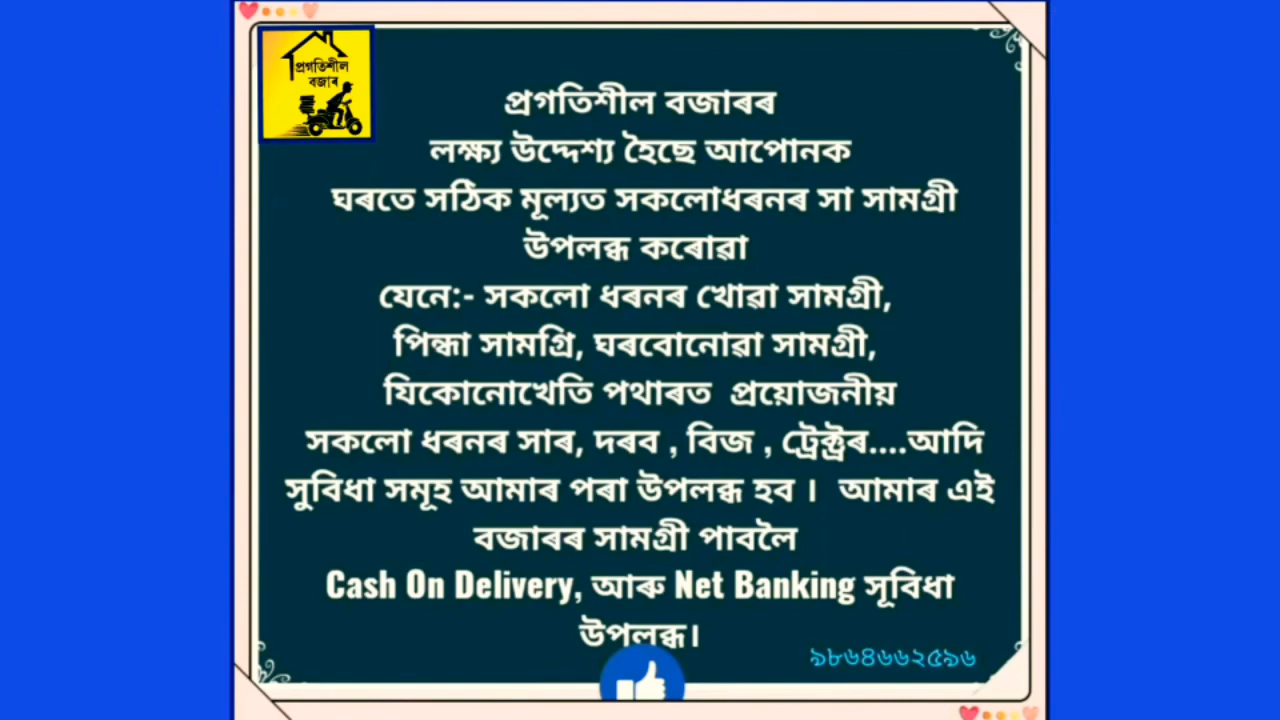 প্ৰগতিশীল
বজাৰ
প্ৰগতিশীল বজাৰৰ
লক্ষ্য উদ্দেশ্য হৈছে আপোনক
ঘৰতে সঠিক মূল্যত সকলোধৰনৰ সা সামগ্ৰী
উপলব্ধ কৰোৱা
যেনে:- সকলো ধৰনৰ খোৱা সামগ্ৰী,
পিন্ধা সামগ্ৰি, ঘৰবোনোৱা সামগ্ৰী,
যিকোনোখেতি পথাৰত প্ৰয়োজনীয়
সকলো ধৰনৰ সাৰ, দৰব , বিজ , ট্ৰেক্ট্ৰৰ....আদি
সুবিধা সমূহ আমাৰ পৰা উপলব্ধ হব । আমাৰ এই
বজাৰৰ সামগ্ৰী পাবলৈ
Cash On Delivery, আৰু Net Banking সূবিধা
উপলব্ধ।
৯৮৬৪৬৬২৫৯৬